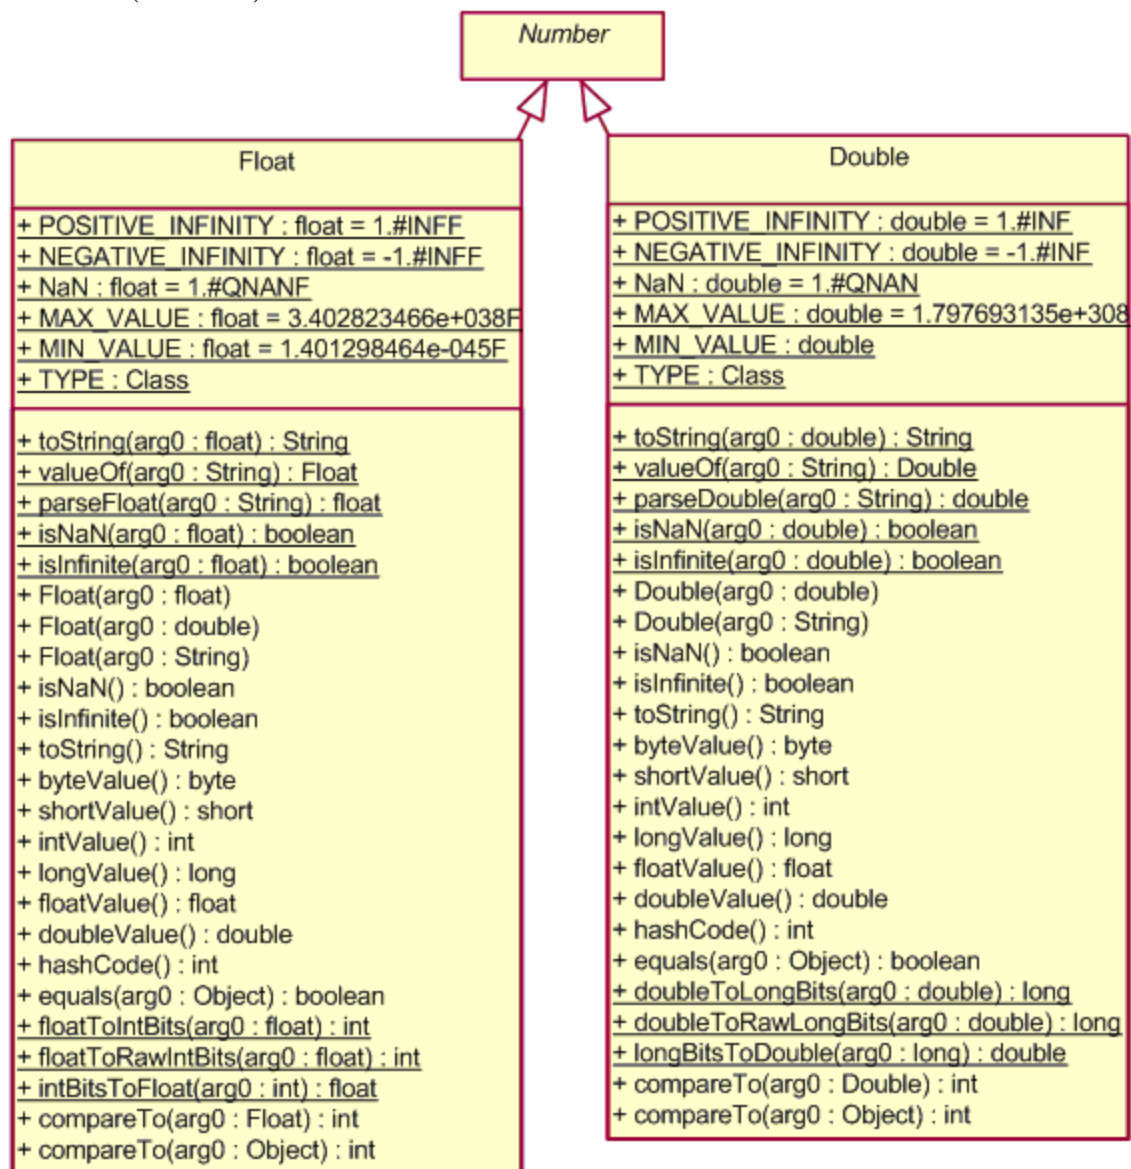 Number
Float
+ POSITIVE_INFINITY : float = 1.#INFF
+ NEGATIVE_INFINITY : float = -1.#INFF
+ NaN : float = 1.#QNANF
+ MAX_VALUE : float = 3.402823466e+038F
+ MIN_VALUE : float = 1.401298464e-045F
+ TYPE : Class
+ toString(arg0 : float) : String
+ valueOf(arg0 : String) : Float
+ parseFloat(arg0 : String) : float
+ isNaN(arg0 : float) : boolean
+ isInfinite(arg0 : float) : boolean
+ Float(arg0 : float)
+ Float(arg0 : double)
+ Float(arg0 : String)
+ isNaN() : boolean
+ isInfinite() : boolean
+ toString() : String
+ byteValue() : byte
+ shortValue() : short
+ intValue() : int
+ longValue() : long
+ floatValue() : float
+ doubleValue() : double
+ hashCode() : int
+ equals(arg0 : Object) : boolean
+ floatToIntBits(arg0 : float) : int
+ floatToRawIntBits(arg0 : float) : int
+ intBitsToFloat(arg0 : int) : float
+ compareTo(arg0 : Float) : int
+ compareTo(arg0 : Object) : int
Double
+ POSITIVE_INFINITY : double = 1.#INF
+ NEGATIVE_INFINITY : double = -1.#INF
+ NaN : double = 1.#QNAN
+ MAX_VALUE : double = 1.797693135e+308
+ MIN_VALUE : double
+ TYPE : Class
+ toString(arg0 : double) : String
+ valueOf(arg0 : String) : Double
+ parseDouble(arg0 : String) : double
+ isNaN(arg0 : double) : boolean
+ isInfinite(arg0 : double) : boolean
+ Double(arg0 : double)
+ Double(arg0 : String)
+ isNaN() : boolean
+ isInfinite() : boolean
+ toString() : String
+ byteValue() : byte
+ shortValue() : short
+ intValue() : int
+ longValue() : long
+ floatValue() : float
+ doubleValue() : double
+ hashCode() : int
+ equals(arg0 : Object) : boolean
+ doubleToLongBits(arg0 : double) : long
+ doubleToRawLongBits(arg0 : double) : long
+ longBitsToDouble(arg0 : long) : double
+ compareTo(arg0 : Double) : int
+ compareTo(arg0 : Object) : int